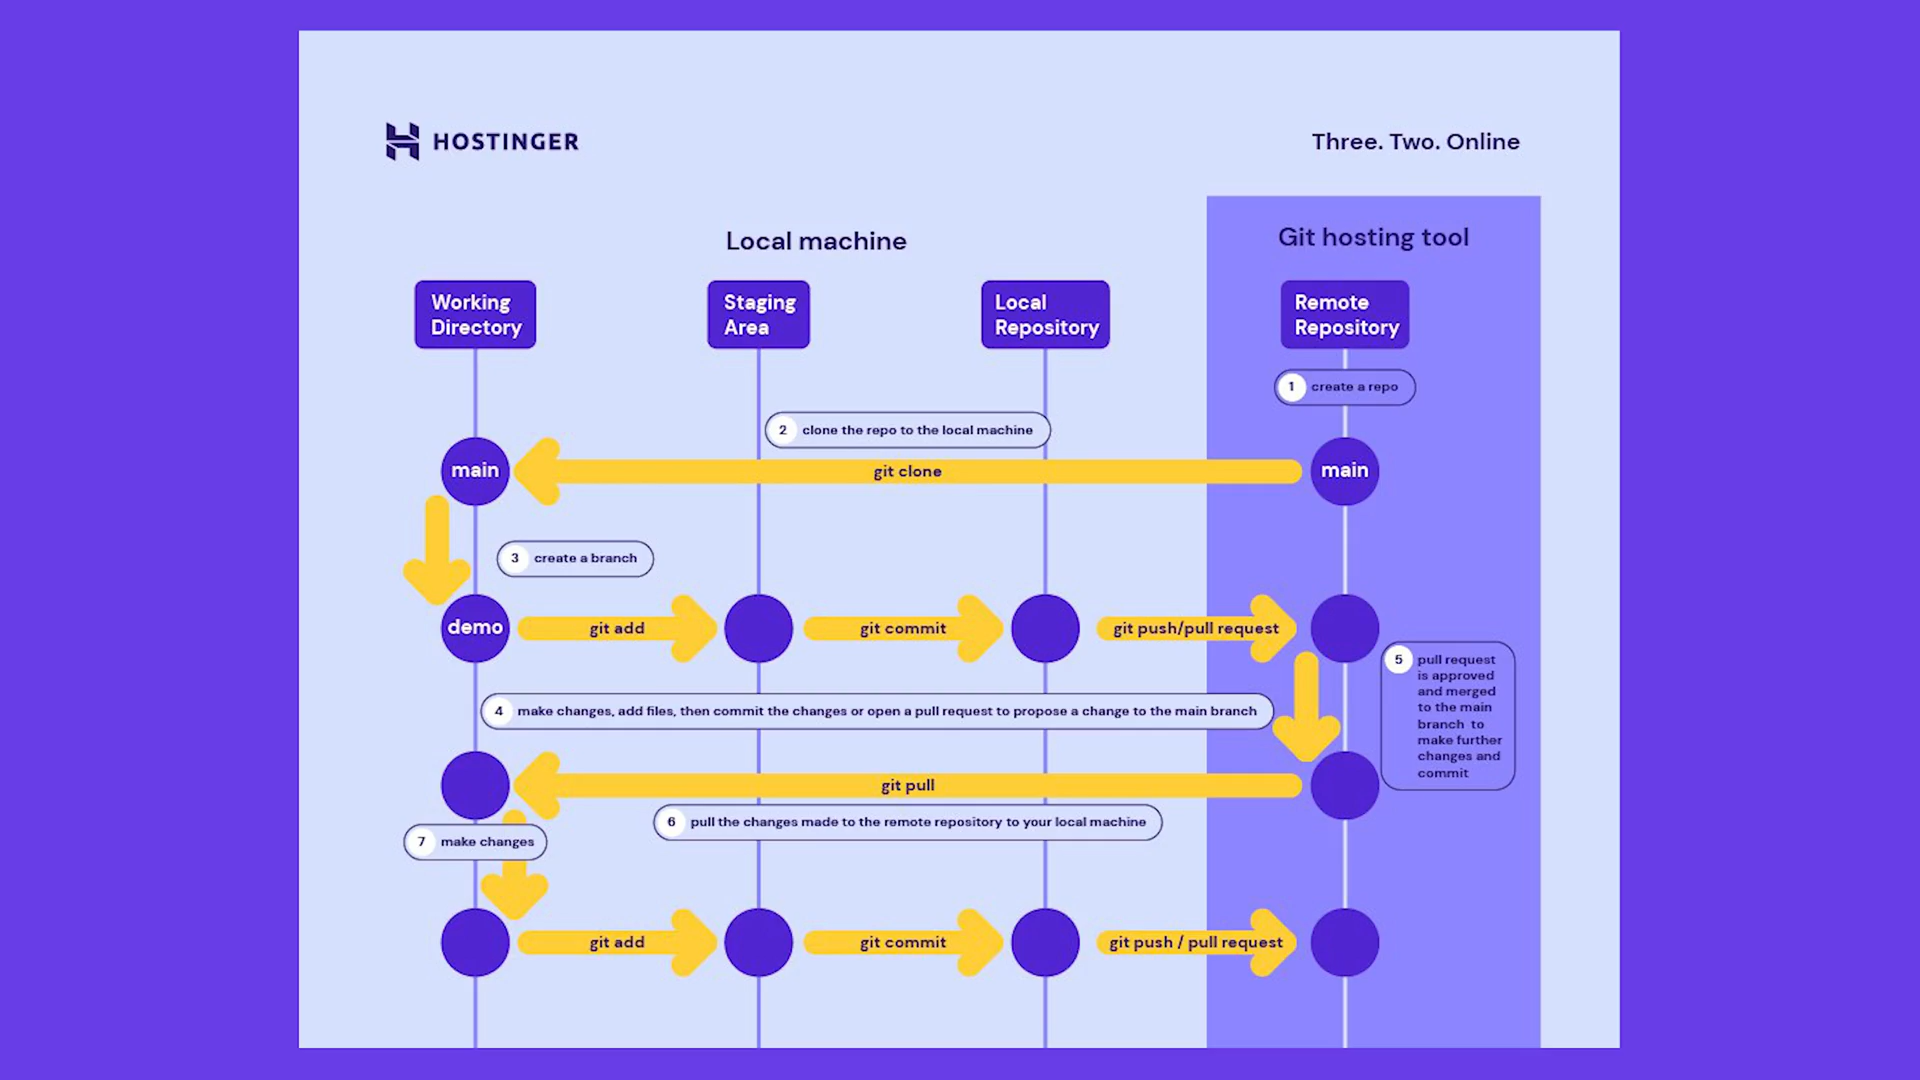 HOSTINGER
Three. Two. Online
Local machine
Git hosting tool
Working
Directory
Staging
Area
Local
Repository
Remote
Repository
1 create a repo
2 clone the repo to the local machine
main
git clone
main
3 create a branch
demo
git add
git commit
git push/pull request
5 pull request
is approved
and merged
to the main
branch to
make further
changes and
commit
4 make changes, add files, then commit the changes or open a pull request to propose a change to the main branch
git pull
6 pull the changes made to the remote repository to your local machine
7 make changes
git add
git commit
git push / pull request